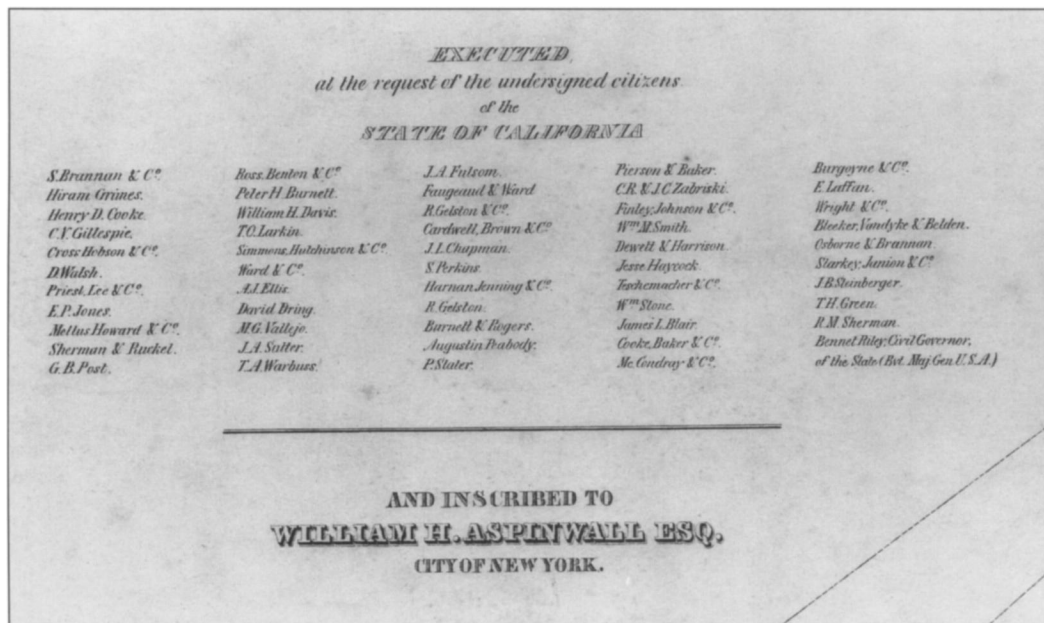 EXECUTED,
at the request of the undersigned citizens
of the
STATE OF CALIFORNIA
S. Brannan & Co.
Hiram Grimes.
Henry D. Cooke.
C.V. Gillespie.
Cross Hobson & Co.
D. Walsh.
Priest, Lee & Co.
E.P. Jones.
Mellus Howard & Co.
Sherman & Ruckel.
G.B. Post.
Ross, Benton & Co.
Peter H. Burnett.
William H. Davis.
T.O. Larkin.
Simmons, Hutchinson & Co.
Ward & Co.
A.J. Ellis.
David Dring.
M.G. Vallejo.
J.A. Sutter.
T.A. Warbuss.
J.A. Fulsom.
Faugeaud & Ward
R. Gelston & Co.
Cardwell, Brown & Co.
J.L. Chapman.
S. Perkins.
Harnan Jenning & Co.
R. Gelston.
Burnett & Rogers.
Augustin Peabody.
P. Slater.
Pierson & Baker.
C.R. & J.C. Zabriski.
Finley, Johnson & Co.
Wm. M. Smith.
Dewett & Harrison.
Jesse Haycock.
Teschemacher & Co.
Wm Stone.
James L. Blair.
Cooke, Baker & Co.
Mc. Condray & Co.
Burgoyne & Co.
E. Laffan.
Wright & Co.
Bleeker, Vandyke & Belden.
Osborne & Brannan.
Starkey, Janion & Co.
J.B. Steinberger.
T.H. Green.
R.M. Sherman.
Bennet Riley, Civil Governor,
of the State (Bvt. Maj. Gen. U.S.A.)
AND INSCRIBED TO
WILLIAM H. ASPINWALL ESQ.
CITY OF NEW YORK.